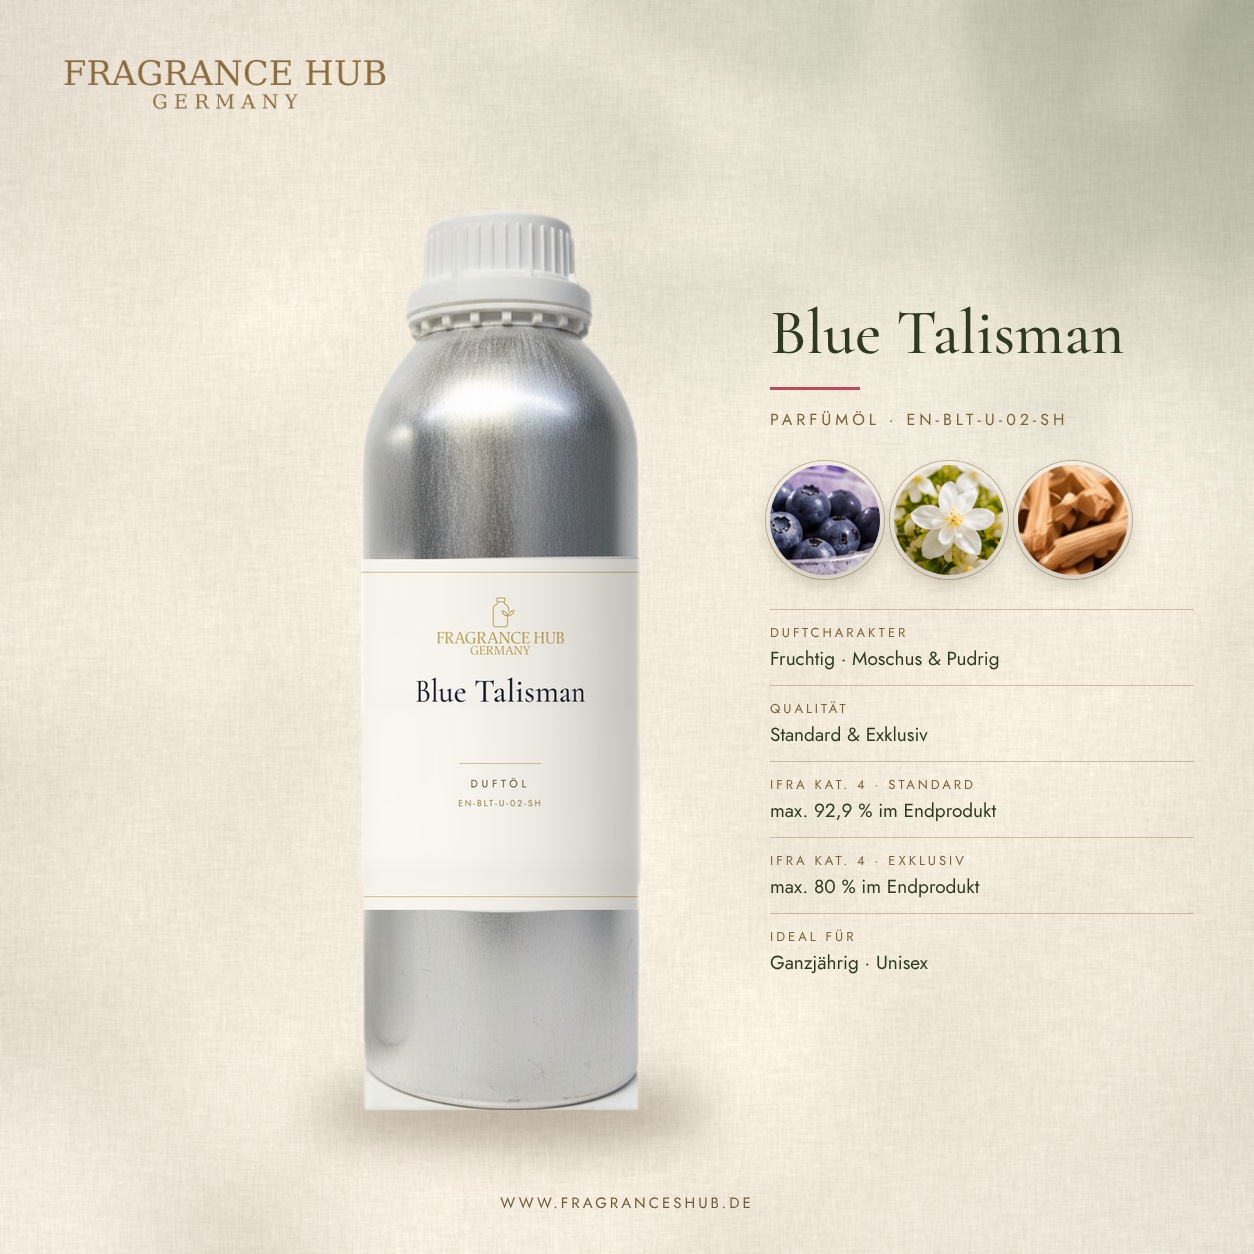 FRAGRANCE HUB
GERMANY
Blue Talisman
PARFÜMÖL · EN-BLT-U-02-SH
DUFTCHARAKTER
Fruchtig · Moschus & Pudrig
QUALITÄT
Standard & Exklusiv
IFRA KAT. 4 · STANDARD
max. 92,9 % im Endprodukt
IFRA KAT. 4 · EXKLUSIV
max. 80 % im Endprodukt
IDEAL FÜR
Ganzjährig · Unisex
FRAGRANCE HUB
GERMANY
Blue Talisman
DUFTÖL
EN-BLT-U-02-SH
WWW.FRAGRANCESHUB.DE